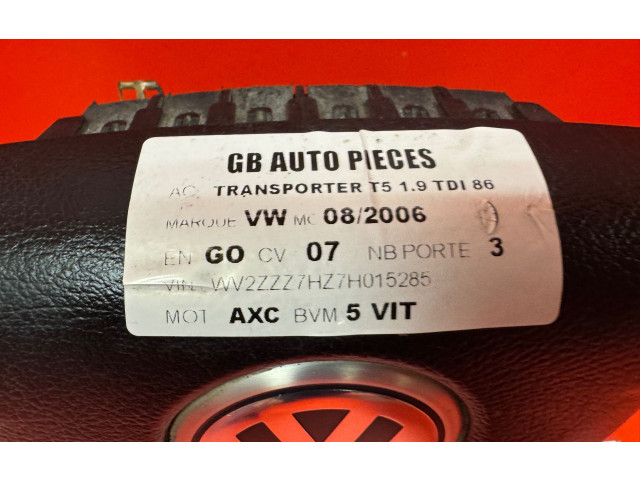 GB AUTO PIECES
AC TRANSPORTER T5 1.9 TDI 86
MARQUE VW MC 08/2006
EN GO CV 07 NB PORTE 3
VIN WV2ZZZ7HZ7H015285
MOT AXC BVM 5 VIT